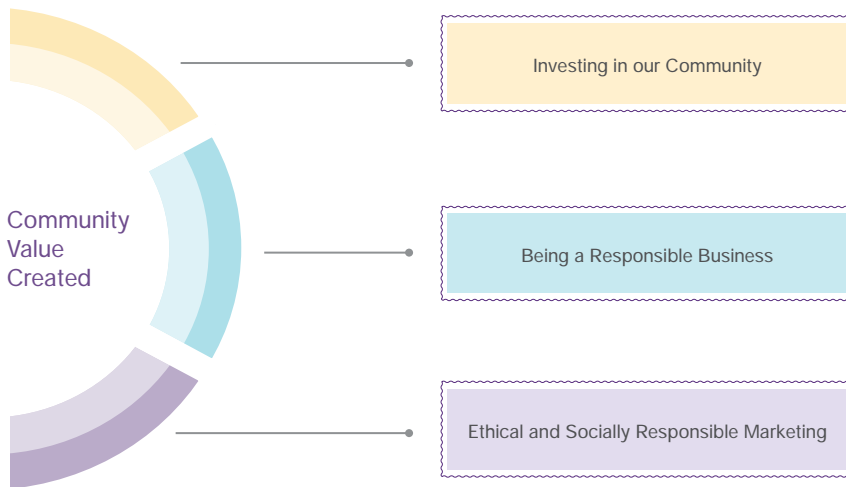 Investing in our Community
Community
Value
Created
Being a Responsible Business
Ethical and Socially Responsible Marketing